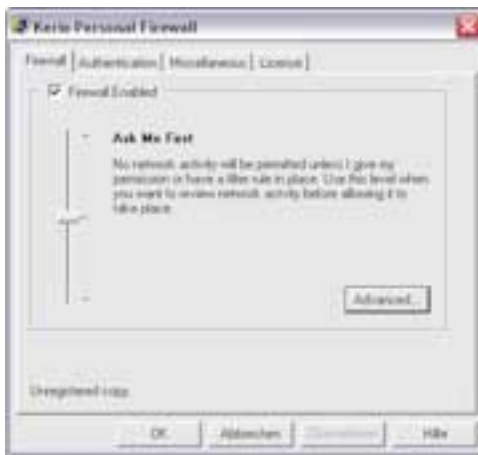 Kerio Personal Firewall
Firewall | Authentication | Miscellaneous | License
Firewall Enabled
Ask Me First
No network activity will be permitted unless I give my
permission or have a filter rule in place. Use this level when
you want to review network activity before allowing it to
take place.
Advanced...
Unregistered copy.
OK Abbrechen Übernehmen Hilfe